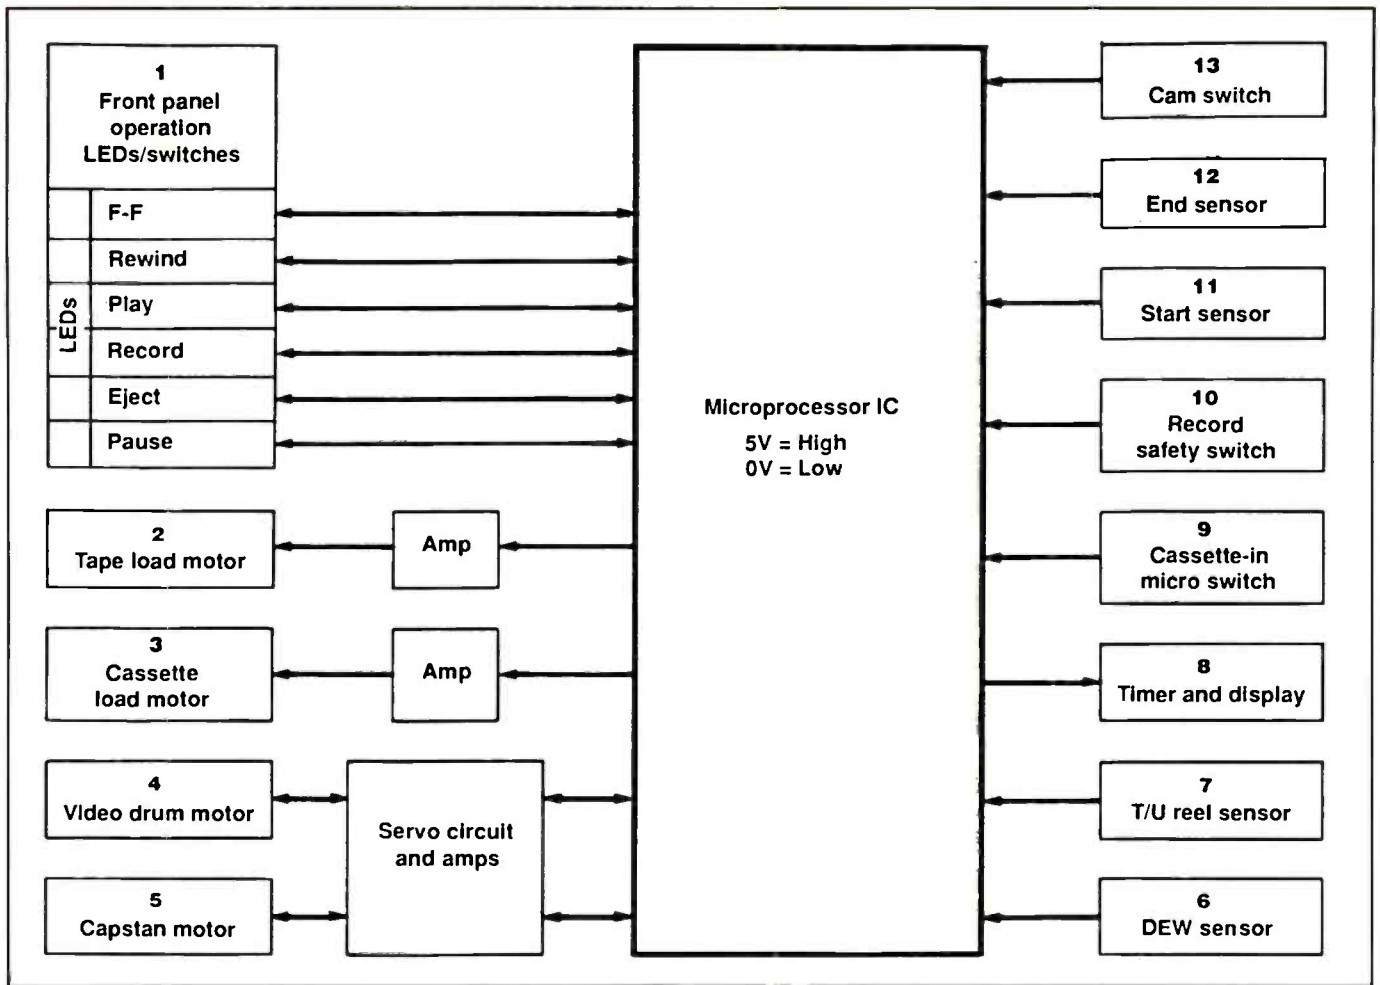 1
Front panel
operation
LEDs/switches
LEDs
F-F
Rewind
Play
Record
Eject
Pause
2
Tape load motor
Amp
3
Cassette
load motor
Amp
4
Video drum motor
5
Capstan motor
Servo circuit
and amps
Microprocessor IC
5V = High
0V = Low
13
Cam switch
12
End sensor
11
Start sensor
10
Record
safety switch
9
Cassette-in
micro switch
8
Timer and display
7
T/U reel sensor
6
DEW sensor